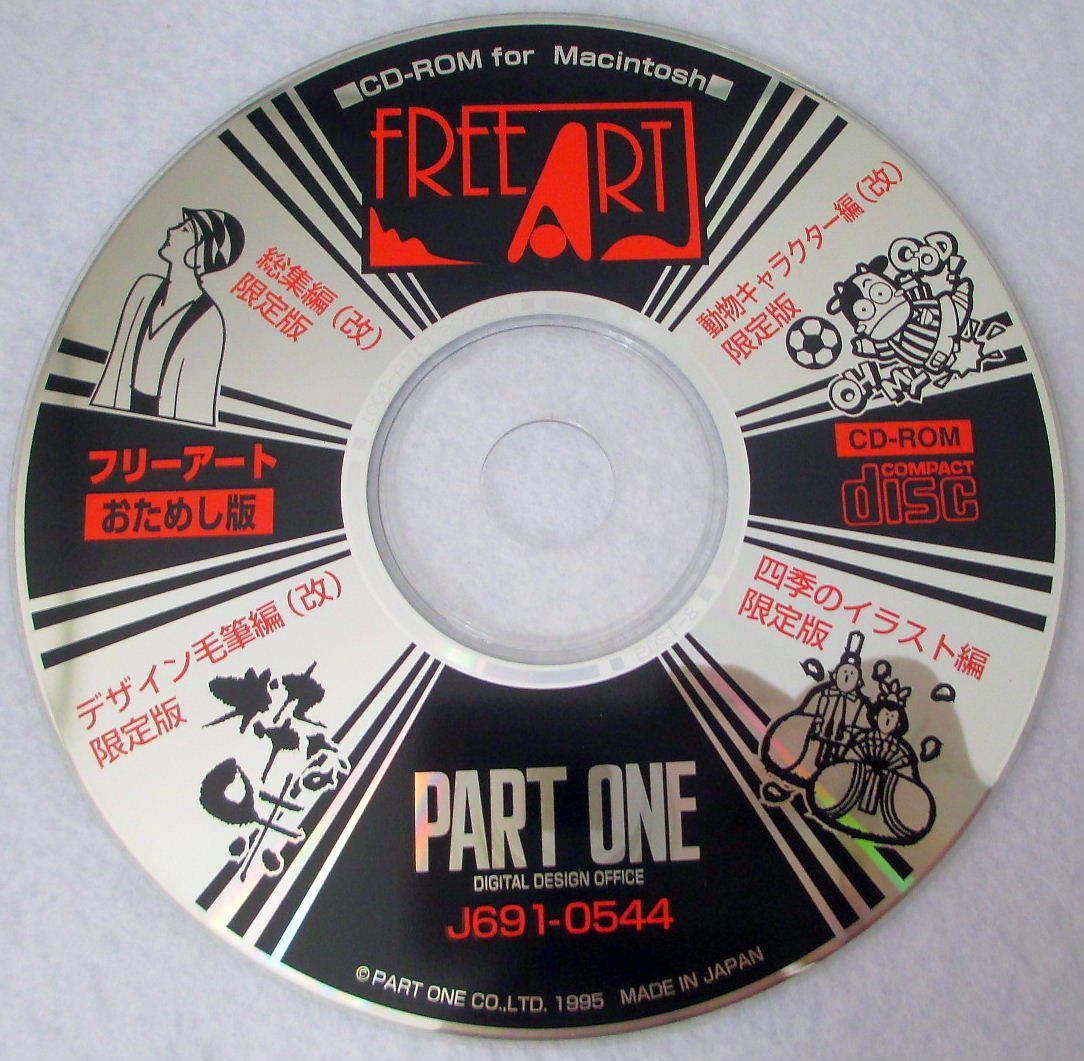 ■CD-ROM for Macintosh■
FREE ART
総集編(改)
限定版
動物キャラクター編(改)
限定版
OH! MY GOD!
フリーアート
おためし版
CD-ROM
COMPACT
disc
デザイン毛筆編(改)
限定版
四季のイラスト編
限定版
PART ONE
DIGITAL DESIGN OFFICE
J691-0544
©PART ONE CO.,LTD. 1995 MADE IN JAPAN